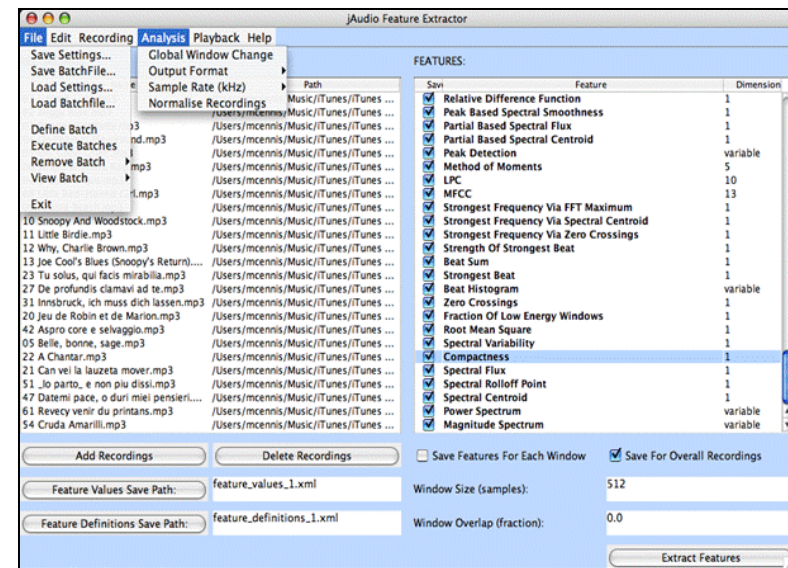 jAudio Feature Extractor
File Edit Recording Analysis Playback Help
Save Settings...
Save BatchFile...
Load Settings...
Load Batchfile...
Define Batch
Execute Batches
Remove Batch
View Batch
Exit
Global Window Change
Output Format
Sample Rate (kHz)
Normalise Recordings
Path
/Users/mcennis/Music/iTunes/iTunes ...
/Users/mcennis/Music/iTunes/iTunes ...
/Users/mcennis/Music/iTunes/iTunes ...
/Users/mcennis/Music/iTunes/iTunes ...
/Users/mcennis/Music/iTunes/iTunes ...
/Users/mcennis/Music/iTunes/iTunes ...
/Users/mcennis/Music/iTunes/iTunes ...
/Users/mcennis/Music/iTunes/iTunes ...
10 Snoopy And Woodstock.mp3 /Users/mcennis/Music/iTunes/iTunes ...
11 Little Birdie.mp3 /Users/mcennis/Music/iTunes/iTunes ...
12 Why, Charlie Brown.mp3 /Users/mcennis/Music/iTunes/iTunes ...
13 Joe Cool's Blues (Snoopy's Return).... /Users/mcennis/Music/iTunes/iTunes ...
23 Tu solus, qui facis mirabilia.mp3 /Users/mcennis/Music/iTunes/iTunes ...
27 De profundis clamavi ad te.mp3 /Users/mcennis/Music/iTunes/iTunes ...
31 Innsbruck, ich muss dich lassen.mp3 /Users/mcennis/Music/iTunes/iTunes ...
20 Jeu de Robin et de Marion.mp3 /Users/mcennis/Music/iTunes/iTunes ...
42 Aspro core e selvaggio.mp3 /Users/mcennis/Music/iTunes/iTunes ...
05 Belle, bonne, sage.mp3 /Users/mcennis/Music/iTunes/iTunes ...
22 A Chantar.mp3 /Users/mcennis/Music/iTunes/iTunes ...
21 Can vei la lauzeta mover.mp3 /Users/mcennis/Music/iTunes/iTunes ...
51 _Io parto_ e non piu dissi.mp3 /Users/mcennis/Music/iTunes/iTunes ...
47 Datemi pace, o duri miei pensieri.... /Users/mcennis/Music/iTunes/iTunes ...
61 Revecy venir du printans.mp3 /Users/mcennis/Music/iTunes/iTunes ...
54 Cruda Amarilli.mp3 /Users/mcennis/Music/iTunes/iTunes ...
FEATURES:
Savi Feature Dimension
Relative Difference Function 1
Peak Based Spectral Smoothness 1
Partial Based Spectral Flux 1
Partial Based Spectral Centroid 1
Peak Detection variable
Method of Moments 5
LPC 10
MFCC 13
Strongest Frequency Via FFT Maximum 1
Strongest Frequency Via Spectral Centroid 1
Strongest Frequency Via Zero Crossings 1
Strength Of Strongest Beat 1
Beat Sum 1
Strongest Beat 1
Beat Histogram variable
Zero Crossings 1
Fraction Of Low Energy Windows 1
Root Mean Square 1
Spectral Variability 1
Compactness 1
Spectral Flux 1
Spectral Rolloff Point 1
Spectral Centroid 1
Power Spectrum variable
Magnitude Spectrum variable
Add Recordings Delete Recordings
Feature Values Save Path: feature_values_1.xml
Feature Definitions Save Path: feature_definitions_1.xml
Save Features For Each Window Save For Overall Recordings
Window Size (samples): 512
Window Overlap (fraction): 0.0
Extract Features